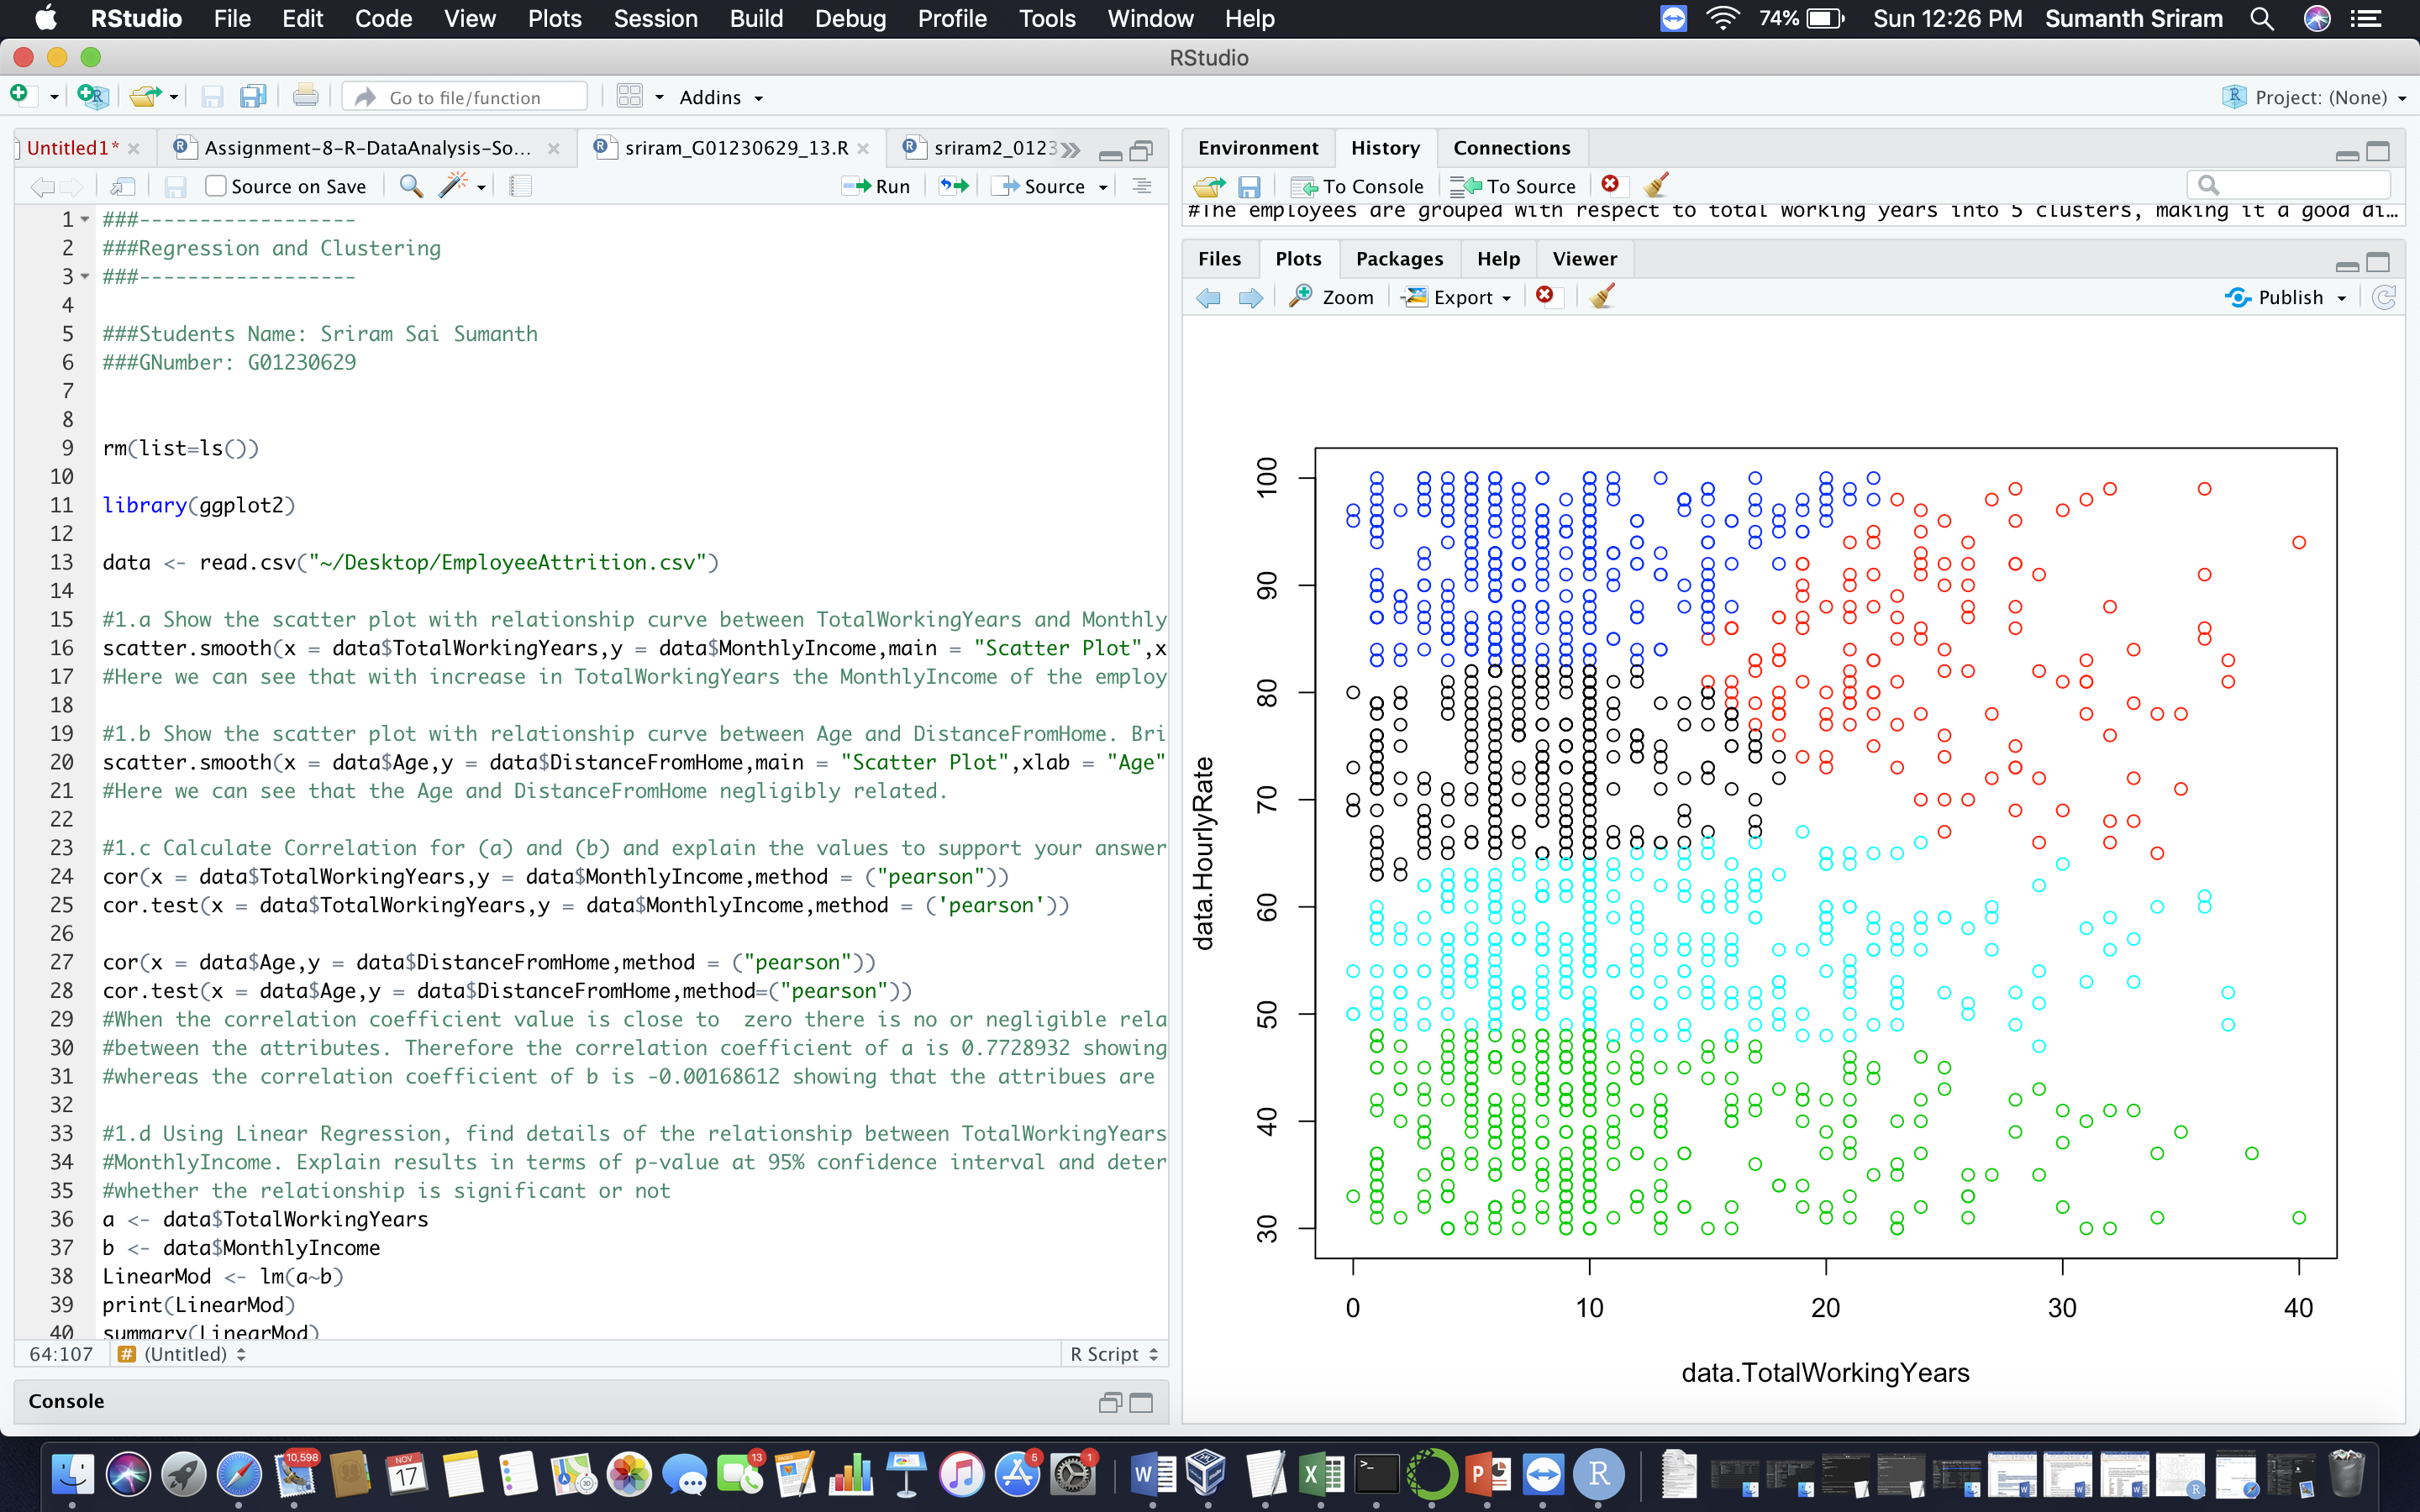 RStudio File Edit Code View Plots Session Build Debug Profile Tools Window Help 74% Sun 12:26 PM Sumanth Sriram
RStudio
Go to file/function Addins Project: (None)
Untitled1* Assignment-8-R-DataAnalysis-So... sriram_G01230629_13.R sriram2_0123
Source on Save Run Source
1 ###------------------
2 ###Regression and Clustering
3 ###------------------
4
5 ###Students Name: Sriram Sai Sumanth
6 ###GNumber: G01230629
7
8
9 rm(list=ls())
10
11 library(ggplot2)
12
13 data <- read.csv("~/Desktop/EmployeeAttrition.csv")
14
15 #1.a Show the scatter plot with relationship curve between TotalWorkingYears and Monthly
16 scatter.smooth(x = data$TotalWorkingYears,y = data$MonthlyIncome,main = "Scatter Plot",x
17 #Here we can see that with increase in TotalWorkingYears the MonthlyIncome of the employ
18
19 #1.b Show the scatter plot with relationship curve between Age and DistanceFromHome. Bri
20 scatter.smooth(x = data$Age,y = data$DistanceFromHome,main = "Scatter Plot",xlab = "Age"
21 #Here we can see that the Age and DistanceFromHome negligibly related.
22
23 #1.c Calculate Correlation for (a) and (b) and explain the values to support your answer
24 cor(x = data$TotalWorkingYears,y = data$MonthlyIncome,method = ("pearson"))
25 cor.test(x = data$TotalWorkingYears,y = data$MonthlyIncome,method = ('pearson'))
26
27 cor(x = data$Age,y = data$DistanceFromHome,method = ("pearson"))
28 cor.test(x = data$Age,y = data$DistanceFromHome,method=("pearson"))
29 #When the correlation coefficient value is close to  zero there is no or negligible rela
30 #between the attributes. Therefore the correlation coefficient of a is 0.7728932 showing
31 #whereas the correlation coefficient of b is -0.00168612 showing that the attribues are
32
33 #1.d Using Linear Regression, find details of the relationship between TotalWorkingYears
34 #MonthlyIncome. Explain results in terms of p-value at 95% confidence interval and deter
35 #whether the relationship is significant or not
36 a <- data$TotalWorkingYears
37 b <- data$MonthlyIncome
38 LinearMod <- lm(a~b)
39 print(LinearMod)
40 summary(LinearMod)
64:107 # (Untitled) R Script
Console
Environment History Connections
To Console To Source
#The employees are grouped with respect to total working years into 5 clusters, making it a good di...
Files Plots Packages Help Viewer
Zoom Export Publish
data.HourlyRate
100
90
80
70
60
50
40
30
0 10 20 30 40
data.TotalWorkingYears
10,598 NOV 17 13 5 1